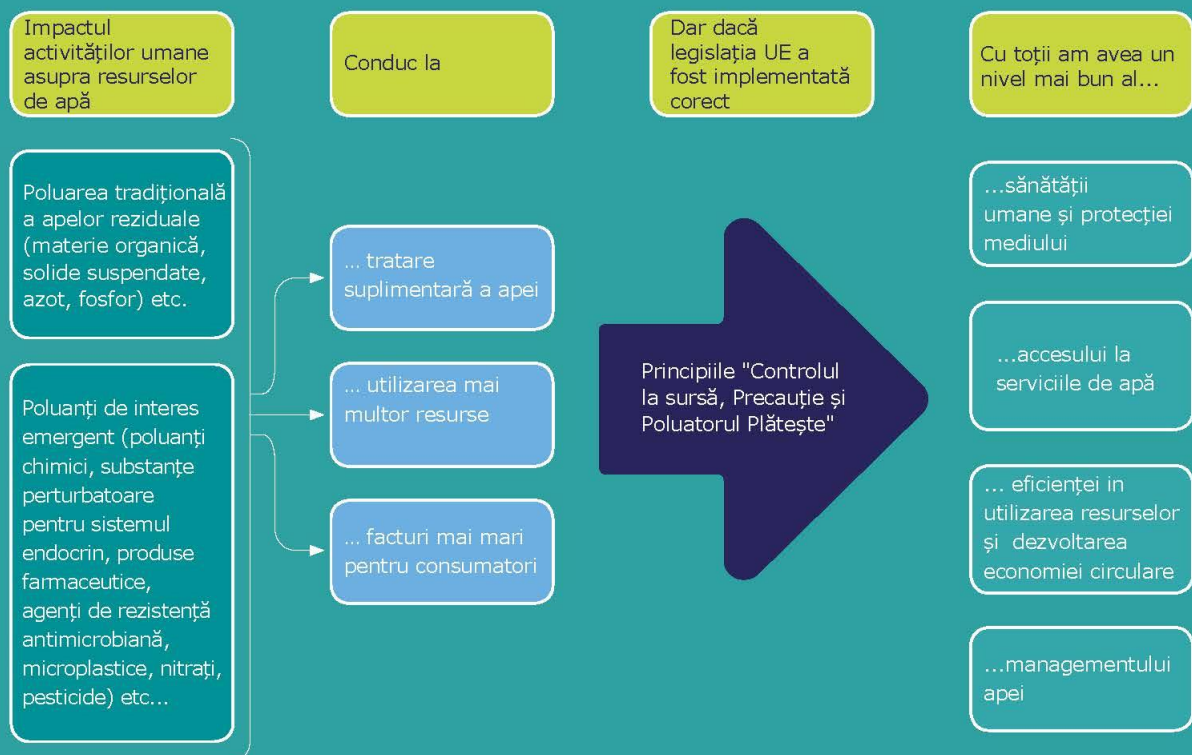 Impactul
activităților umane
asupra resurselor
de apă
Conduc la
Dar dacă
legislația UE a
fost implementată
corect
Cu toții am avea un
nivel mai bun al...
Poluarea tradițională
a apelor reziduale
(materie organică,
solide suspendate,
azot, fosfor) etc.
Poluanți de interes
emergent (poluanți
chimici, substanțe
perturbatoare
pentru sistemul
endocrin, produse
farmaceutice,
agenți de rezistență
antimicrobiană,
microplastice, nitrați,
pesticide) etc...
... tratare
suplimentară a apei
... utilizarea mai
multor resurse
... facturi mai mari
pentru consumatori
Principiile "Controlul
la sursă, Precauție și
Poluatorul Plătește"
...sănătății
umane și protecției
mediului
...accesului la
serviciile de apă
... eficienței in
utilizarea resurselor
și dezvoltarea
economiei circulare
...managementului
apei